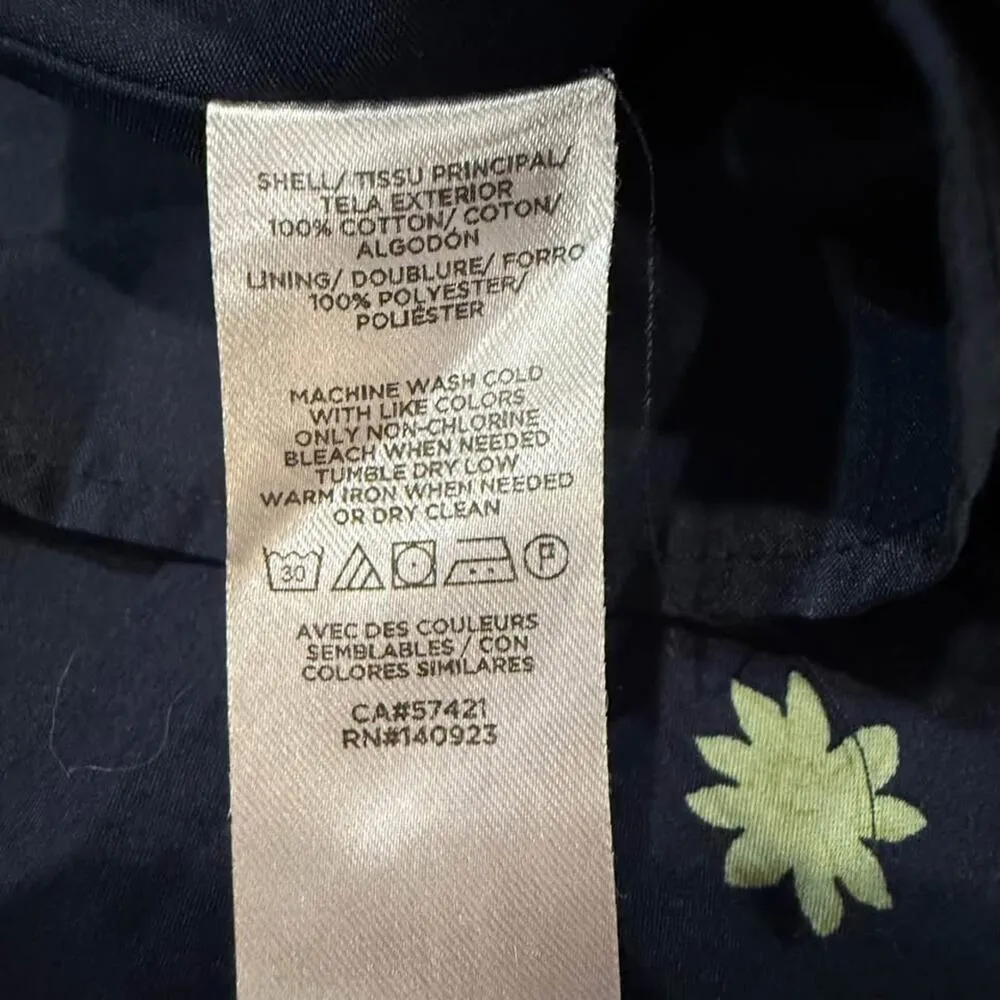 SHELL/ TISSU PRINCIPAL/
TELA EXTERIOR
100% COTTON/ COTON/
ALGODÓN
LINING/ DOUBLURE/ FORRO
100% POLYESTER/
POLIÉSTER
MACHINE WASH COLD
WITH LIKE COLORS
ONLY NON-CHLORINE
BLEACH WHEN NEEDED
TUMBLE DRY LOW
WARM IRON WHEN NEEDED
OR DRY CLEAN
30 P
AVEC DES COULEURS
SEMBLABLES / CON
COLORES SIMILARES
CA#57421
RN#140923